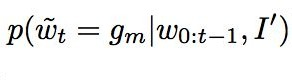 p(w̃_t = g_m|w_{0:t−1}, I′)